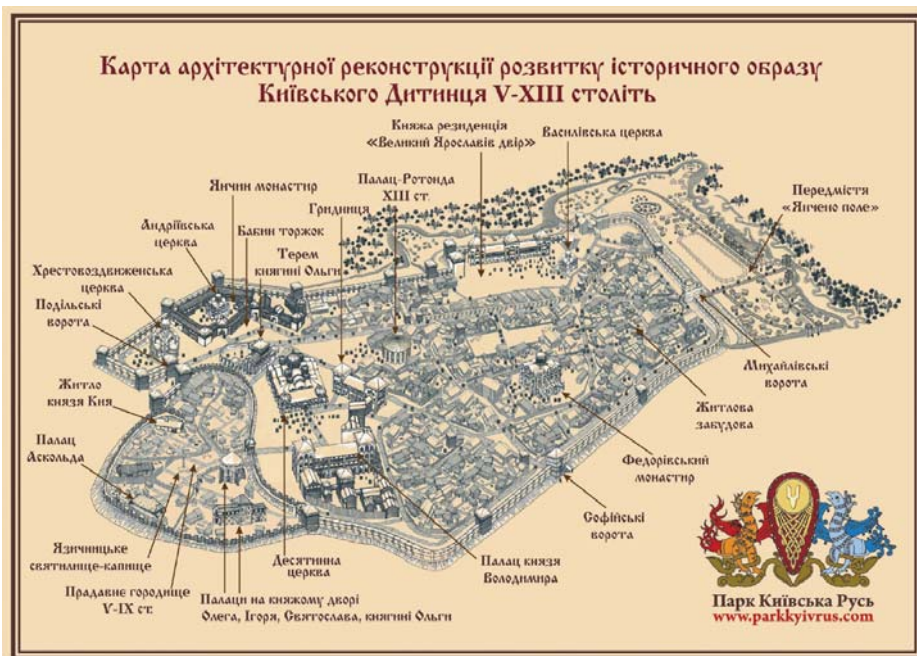 Карта архітектурної реконструкції розвитку історичного образу
Київського Дитинця V-XIII століть
Княжа резиденція
«Великий Ярославів двір»
Василівська церква
Палац-Ротонда
XIII ст.
Янчин монастир
Гридниця
Передмістя
«Янчено поле»
Андріївська
церква
Бабин торжок
Терем
княгині Ольги
Хрестовоздвиженська
церква
Подільські
ворота
Житло
князя Кия
Михайлівські
ворота
Житлова
забудова
Палац
Аскольда
Федорівський
монастир
Софійські
ворота
Язичницьке
святилище-капище
Десятинна
церква
Палац князя
Володимира
Прадавнє городище
V-IX ст.
Палаци на княжому дворі
Олега, Ігоря, Святослава, княгині Ольги
Парк Київська Русь
www.parkkyivrus.com